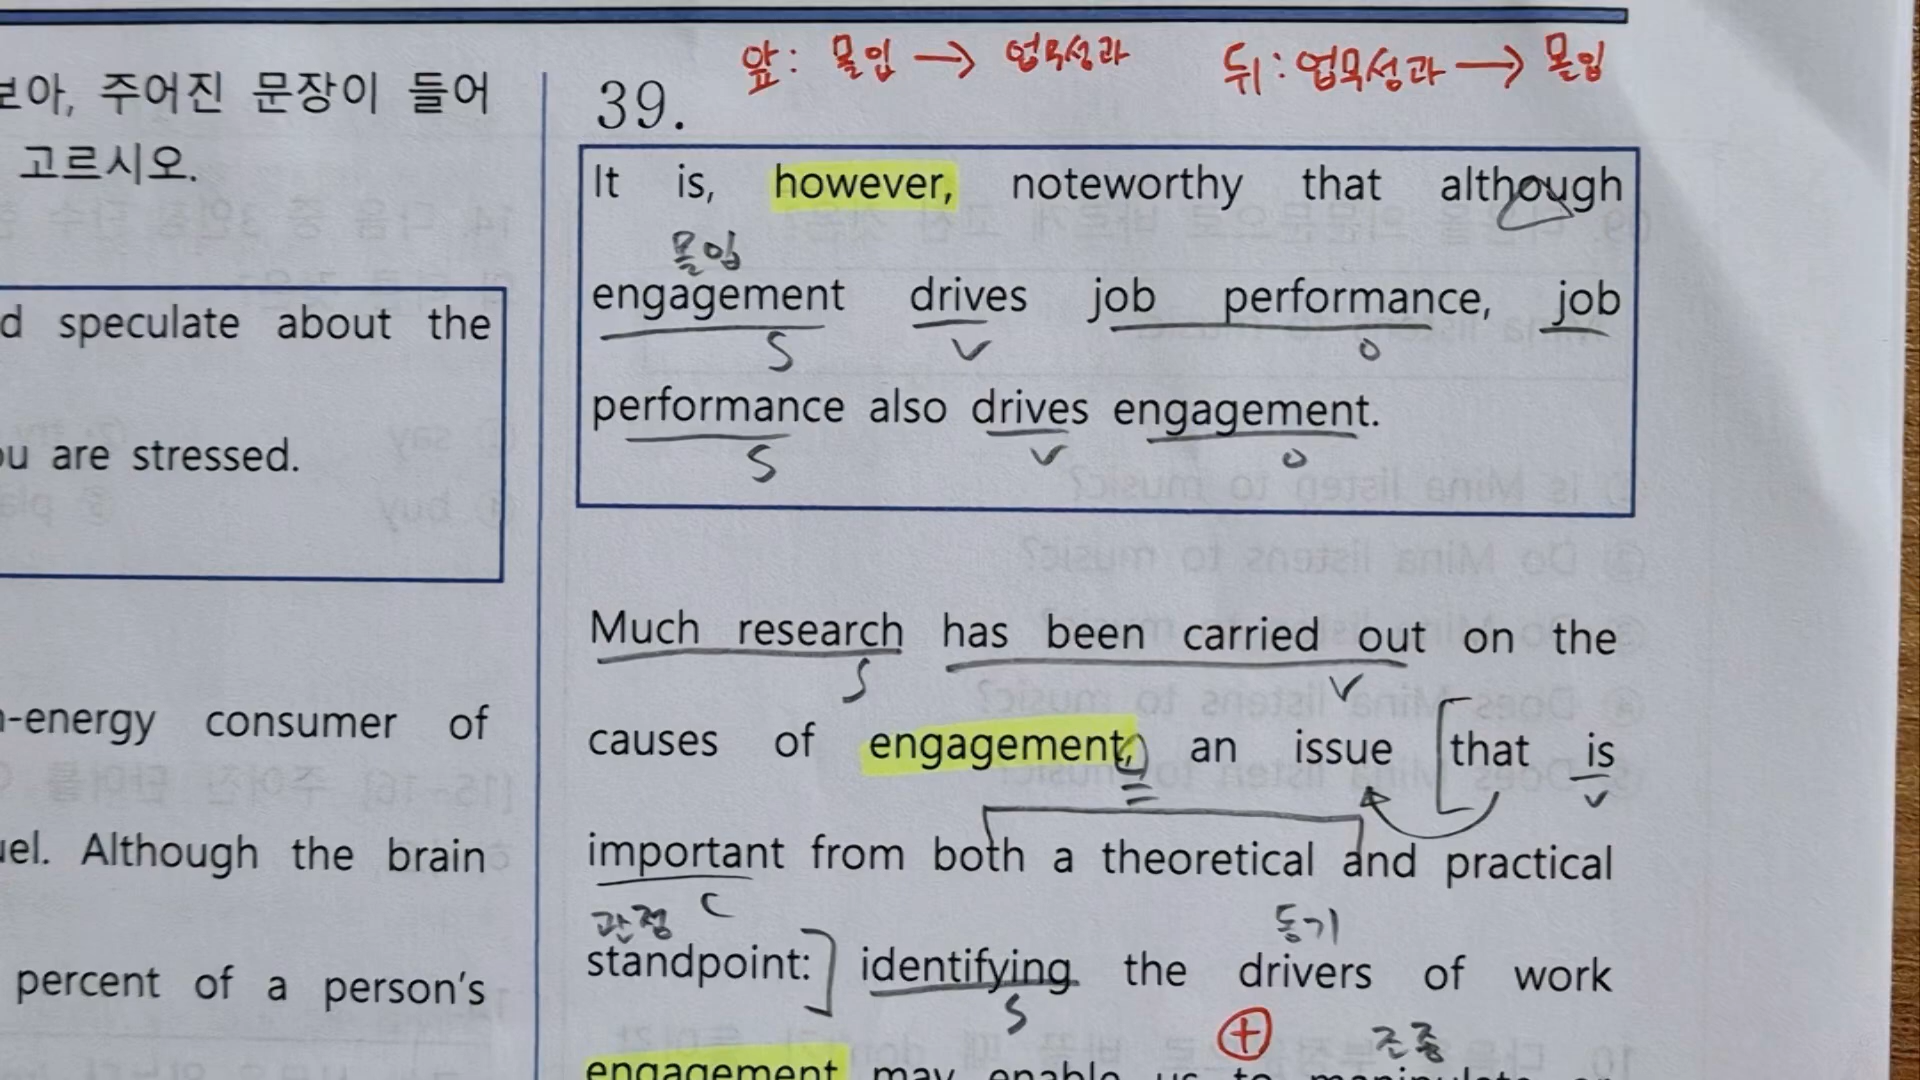 보아, 주어진 문장이 들어
고르시오.
d speculate about the
ou are stressed.
-energy consumer of
uel. Although the brain
percent of a person's
앞: 몰입 → 업무성과 뒤: 업무성과 → 몰입
39.
It is, however, noteworthy that although
몰입
engagement drives job performance, job
S V O
performance also drives engagement.
S V O
Much research has been carried out on the
S V
causes of engagement, an issue [that is
V
important from both a theoretical and practical
C
관점 동기
standpoint:] identifying the drivers of work
S
+ 조종
engagement may enable us to manipulate or